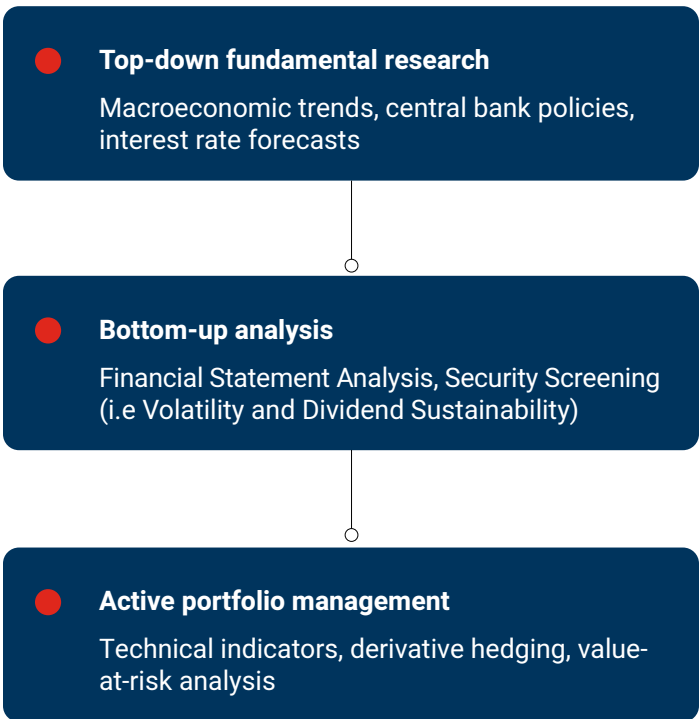 Top-down fundamental research
Macroeconomic trends, central bank policies,
interest rate forecasts
Bottom-up analysis
Financial Statement Analysis, Security Screening
(i.e Volatility and Dividend Sustainability)
Active portfolio management
Technical indicators, derivative hedging, value-
at-risk analysis